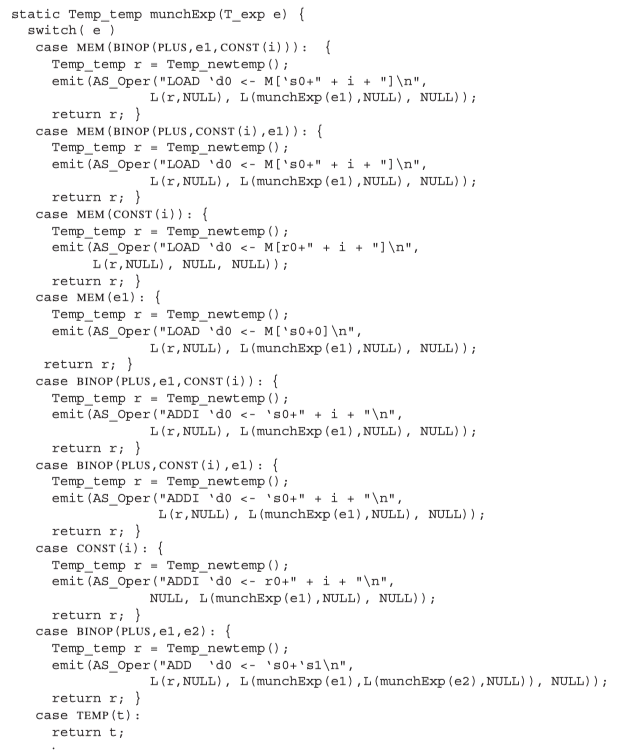 static Temp_temp munchExp(T_exp e) {
  switch( e )
   case MEM(BINOP(PLUS,e1,CONST(i))):  {
     Temp_temp r = Temp_newtemp();
     emit(AS_Oper("LOAD `d0 <- M[`s0+" + i + "]\n",
                  L(r,NULL), L(munchExp(e1),NULL), NULL));
     return r; }
   case MEM(BINOP(PLUS,CONST(i),e1)): {
     Temp_temp r = Temp_newtemp();
     emit(AS_Oper("LOAD `d0 <- M[`s0+" + i + "]\n",
                  L(r,NULL), L(munchExp(e1),NULL), NULL));
     return r; }
   case MEM(CONST(i)): {
     Temp_temp r = Temp_newtemp();
     emit(AS_Oper("LOAD `d0 <- M[r0+" + i + "]\n",
           L(r,NULL), NULL, NULL));
     return r; }
   case MEM(e1): {
     Temp_temp r = Temp_newtemp();
     emit(AS_Oper("LOAD `d0 <- M[`s0+0]\n",
                  L(r,NULL), L(munchExp(e1),NULL), NULL));
    return r; }
   case BINOP(PLUS,e1,CONST(i)): {
     Temp_temp r = Temp_newtemp();
     emit(AS_Oper("ADDI `d0 <- `s0+" + i + "\n",
                  L(r,NULL), L(munchExp(e1),NULL), NULL));
     return r; }
   case BINOP(PLUS,CONST(i),e1): {
     Temp_temp r = Temp_newtemp();
     emit(AS_Oper("ADDI `d0 <- `s0+" + i + "\n",
                   L(r,NULL), L(munchExp(e1),NULL), NULL));
     return r; }
   case CONST(i): {
     Temp_temp r = Temp_newtemp();
     emit(AS_Oper("ADDI `d0 <- r0+" + i + "\n",
                  NULL, L(munchExp(e1),NULL), NULL));
     return r; }
   case BINOP(PLUS,e1,e2): {
     Temp_temp r = Temp_newtemp();
     emit(AS_Oper("ADD  `d0 <- `s0+`s1\n",
                  L(r,NULL), L(munchExp(e1),L(munchExp(e2),NULL)), NULL));
     return r; }
   case TEMP(t):
     return t;
     .